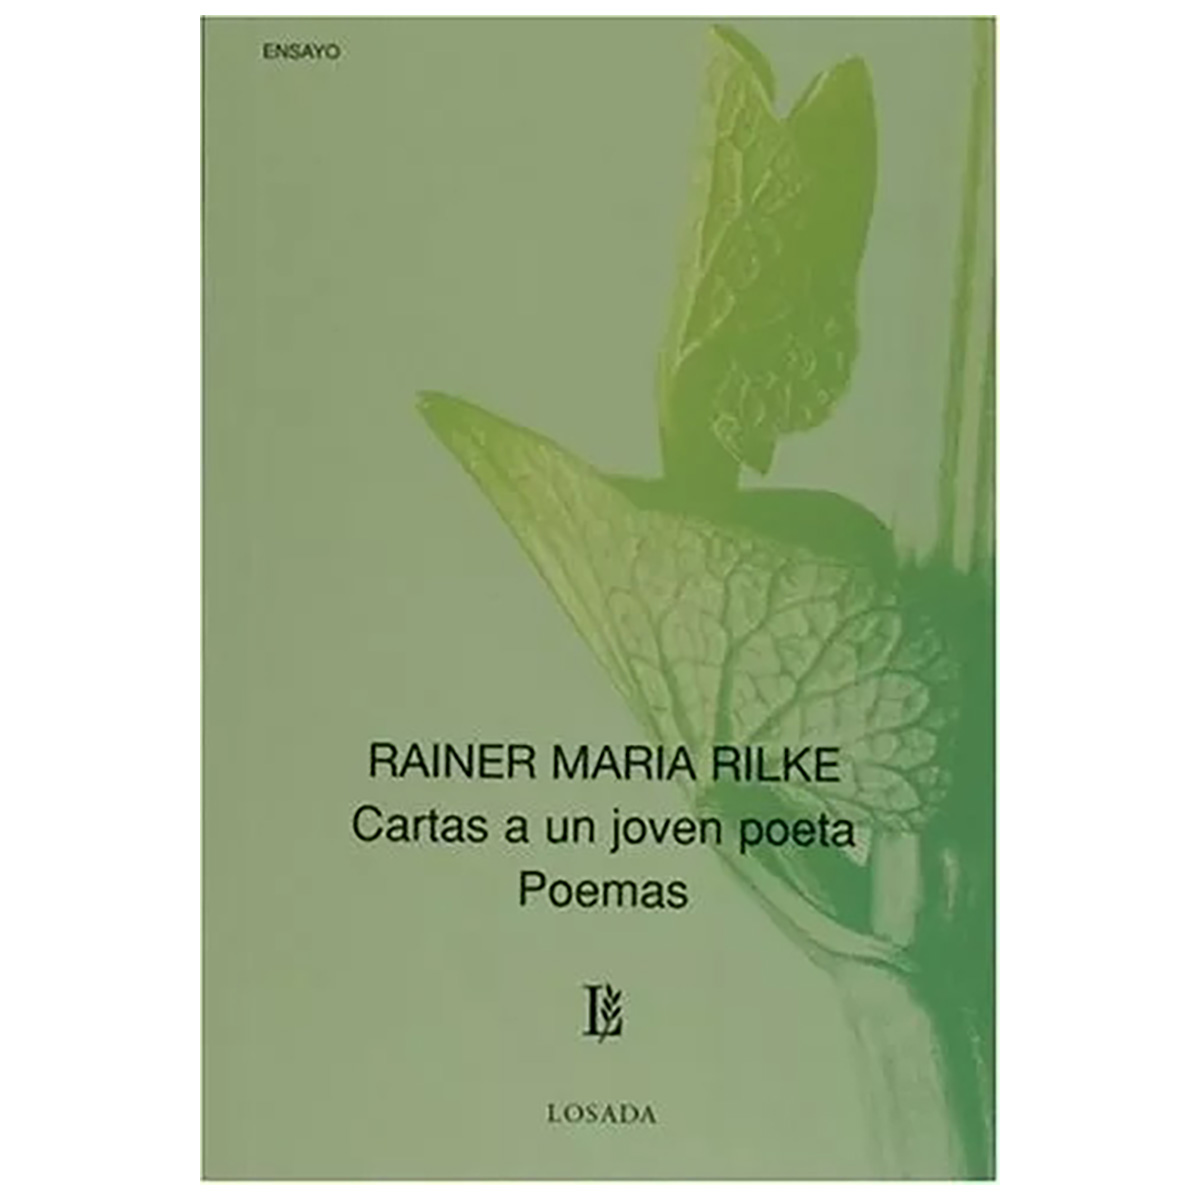 ENSAYO
RAINER MARIA RILKE
Cartas a un joven poeta
Poemas
L
LOSADA